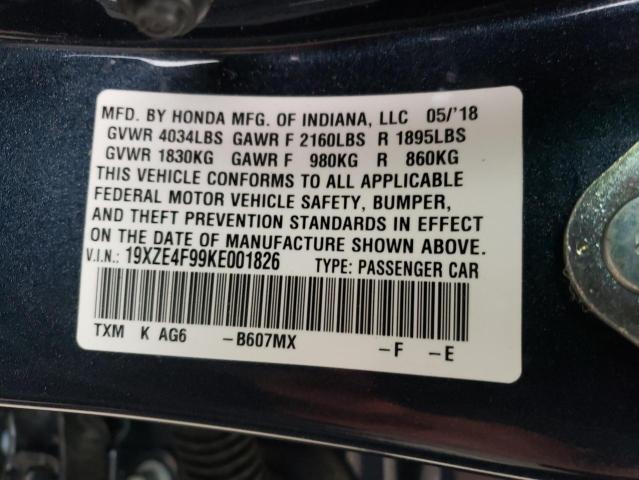 MFD. BY HONDA MFG. OF INDIANA, LLC 05/'18
GVWR 4034LBS GAWR F 2160LBS R 1895LBS
GVWR 1830KG GAWR F 980KG R 860KG
THIS VEHICLE CONFORMS TO ALL APPLICABLE
FEDERAL MOTOR VEHICLE SAFETY, BUMPER,
AND THEFT PREVENTION STANDARDS IN EFFECT
ON THE DATE OF MANUFACTURE SHOWN ABOVE.
V.I.N.: 19XZE4F99KE001826 TYPE: PASSENGER CAR
TXM K AG6 -B607MX -F -E